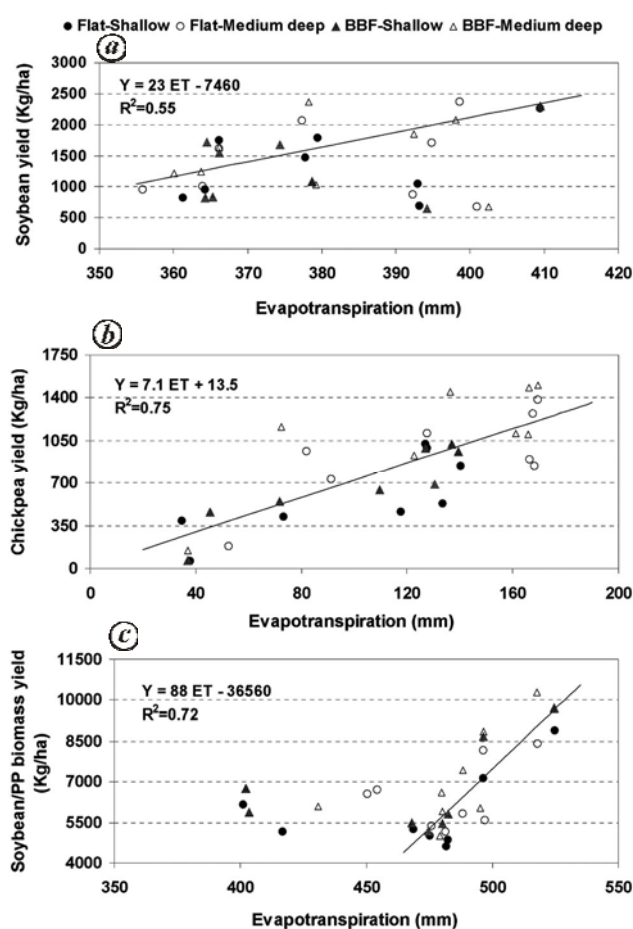 Flat-Shallow Flat-Medium deep BBF-Shallow BBF-Medium deep
a
3000
2500
2000
1500
1000
500
0
Soybean yield (Kg/ha)
Y = 23 ET - 7460
R²=0.55
350 360 370 380 390 400 410 420
Evapotranspiration (mm)
b
1750
1400
1050
700
350
0
Chickpea yield (Kg/ha)
Y = 7.1 ET + 13.5
R²=0.75
0 40 80 120 160 200
Evapotranspiration (mm)
c
11500
10000
8500
7000
5500
4000
Soybean/PP biomass yield
(Kg/ha)
Y = 88 ET - 36560
R²=0.72
350 400 450 500 550
Evapotranspiration (mm)